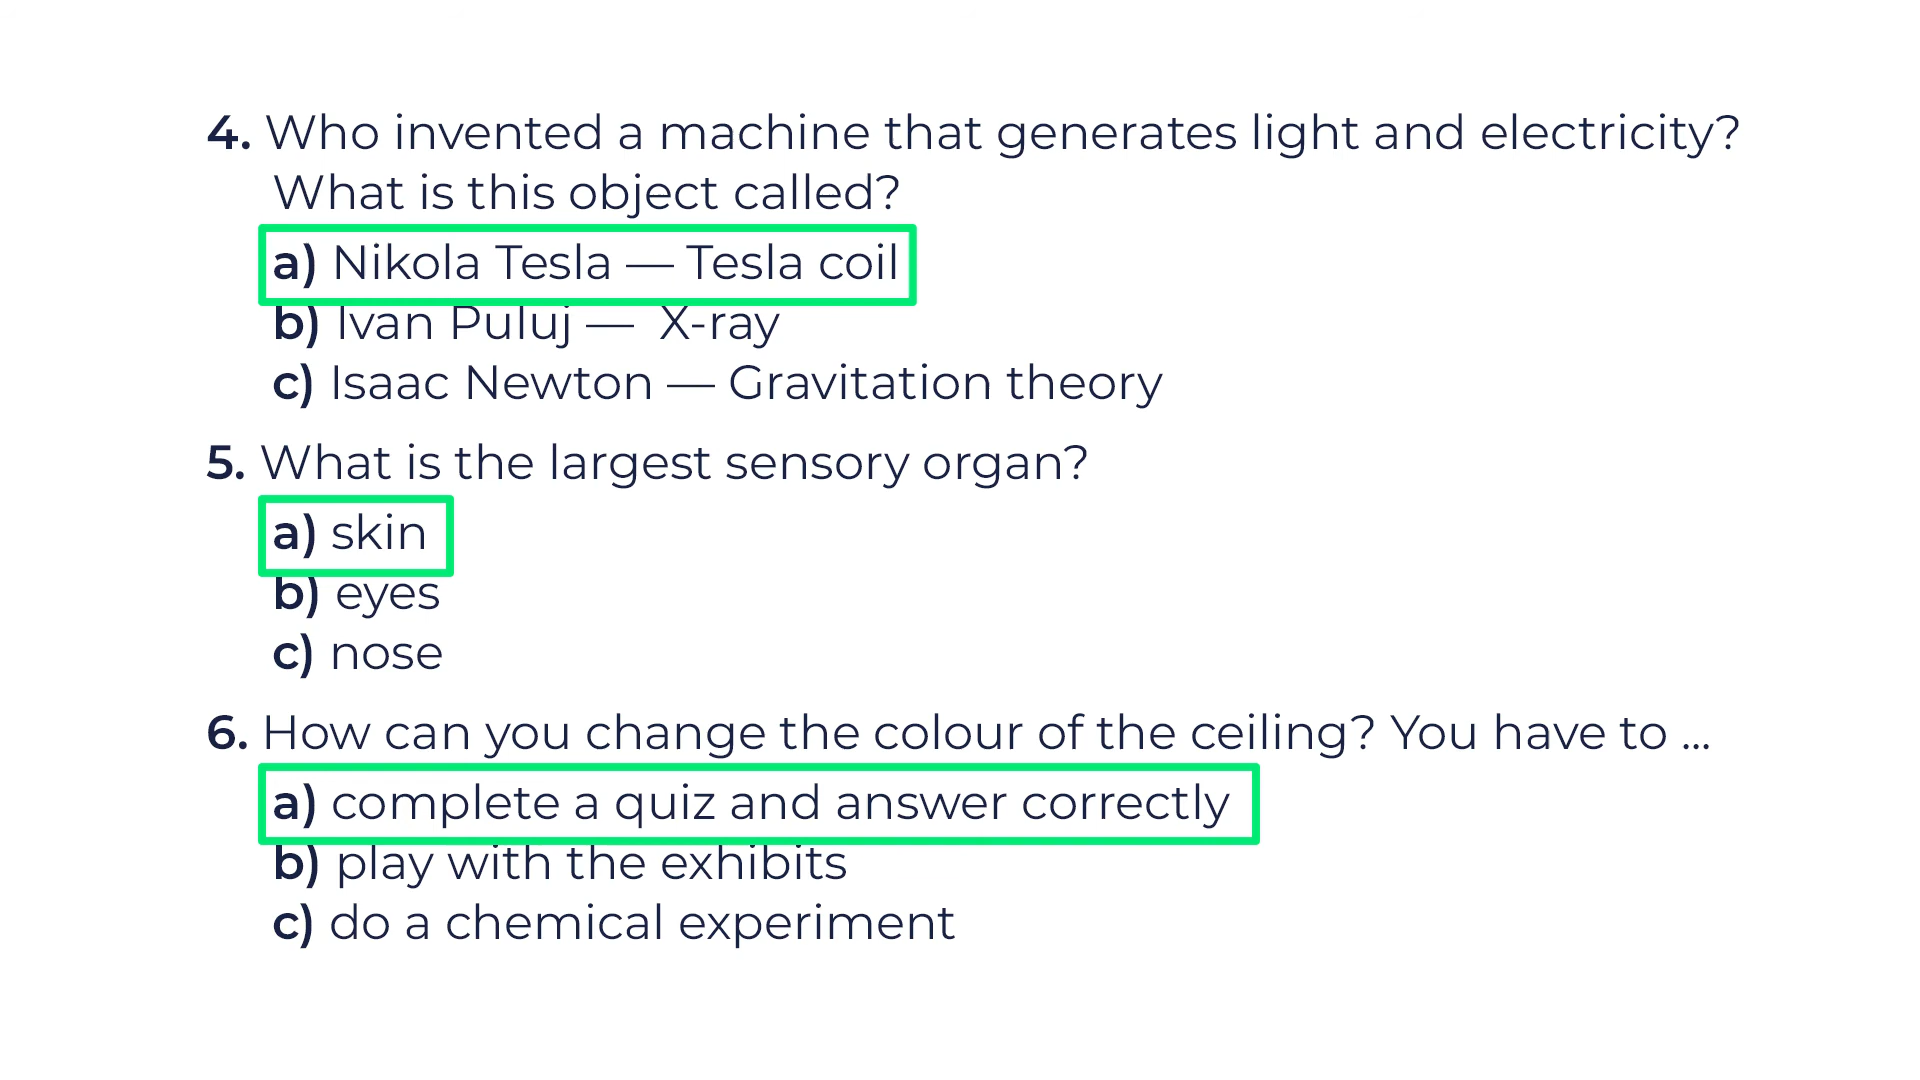 4. Who invented a machine that generates light and electricity?
What is this object called?
a) Nikola Tesla — Tesla coil
b) Ivan Puluj — X-ray
c) Isaac Newton — Gravitation theory
5. What is the largest sensory organ?
a) skin
b) eyes
c) nose
6. How can you change the colour of the ceiling? You have to ...
a) complete a quiz and answer correctly
b) play with the exhibits
c) do a chemical experiment